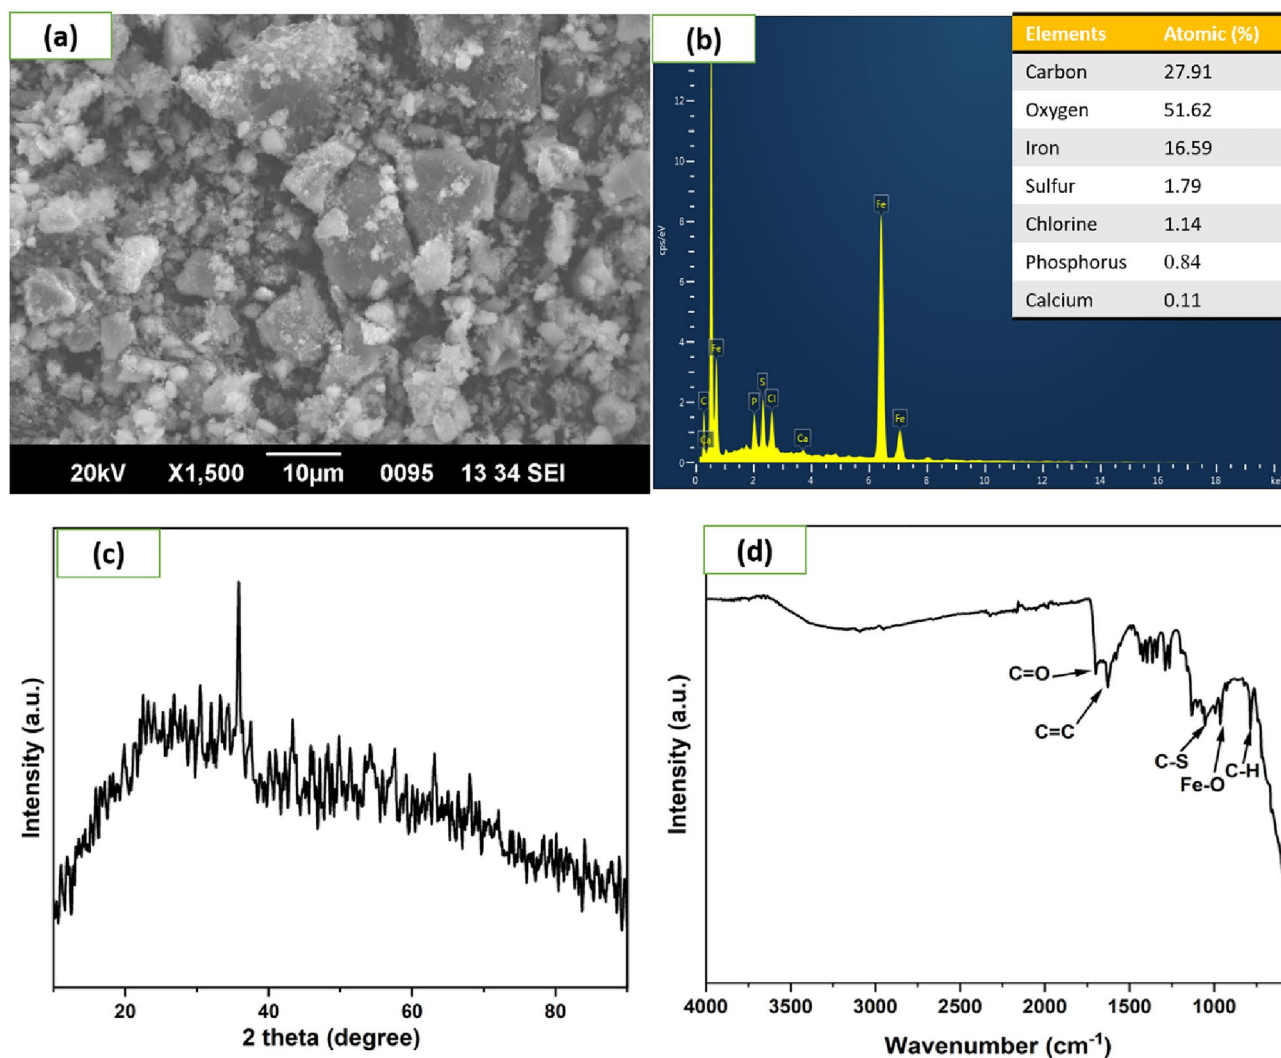 (a)
20kV X1,500 10μm 0095 13 34 SEI
(b)
Elements Atomic (%)
Carbon 27.91
Oxygen 51.62
Iron 16.59
Sulfur 1.79
Chlorine 1.14
Phosphorus 0.84
Calcium 0.11
cps/eV
12
10
8
6
4
2
0
Fe
Fe
C
Ca
P
S
Cl
Ca
Fe
0 2 4 6 8 10 12 14 16 18 ke
(c)
Intensity (a.u.)
20 40 60 80
2 theta (degree)
(d)
Intensity (a.u.)
C=O
C=C
C-S
Fe-O
C-H
4000 3500 3000 2500 2000 1500 1000
Wavenumber (cm⁻¹)